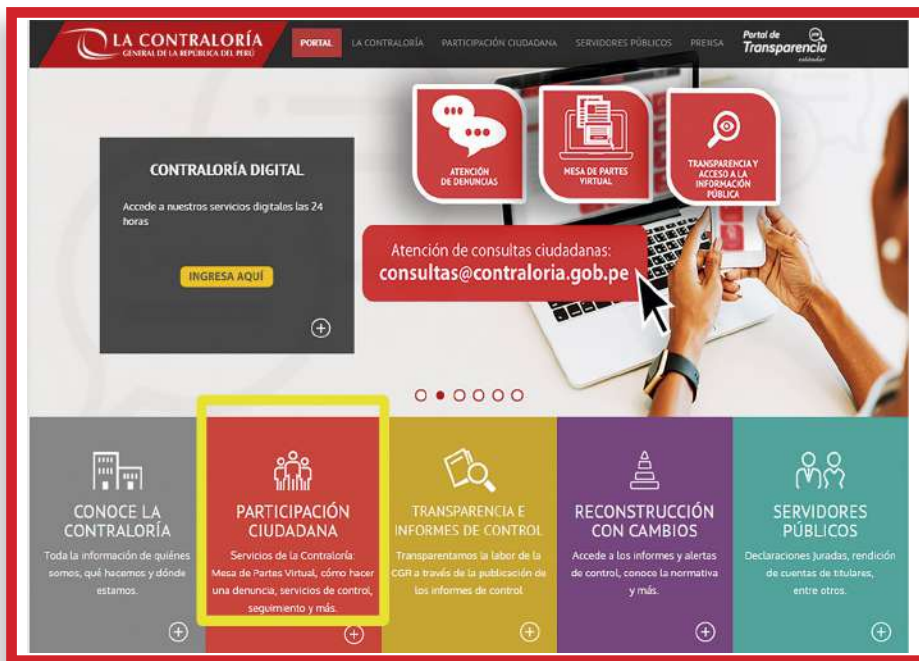 LA CONTRALORÍA
GENERAL DE LA REPÚBLICA DEL PERÚ
PORTAL
LA CONTRALORÍA
PARTICIPACIÓN CIUDADANA
SERVIDORES PÚBLICOS
PRENSA
Portal de
Transparencia
estándar
CONTRALORÍA DIGITAL
Accede a nuestros servicios digitales las 24
horas
INGRESA AQUÍ
ATENCIÓN
DE DENUNCIAS
MESA DE PARTES
VIRTUAL
TRANSPARENCIA Y
ACCESO A LA
INFORMACIÓN
PÚBLICA
Atención de consultas ciudadanas:
consultas@contraloria.gob.pe
CONOCE LA
CONTRALORÍA
Toda la información de quiénes
somos, qué hacemos y dónde
estamos.
PARTICIPACIÓN
CIUDADANA
Servicios de la Contraloría:
Mesa de Partes Virtual, cómo hacer
una denuncia, servicios de control,
seguimiento y más.
TRANSPARENCIA E
INFORMES DE CONTROL
Transparentamos la labor de la
CGR a través de la publicación de
los informes de control
RECONSTRUCCIÓN
CON CAMBIOS
Accede a los informes y alertas
de control, conoce la normativa
y más.
SERVIDORES
PÚBLICOS
Declaraciones Juradas, rendición
de cuentas de titulares,
entre otros.